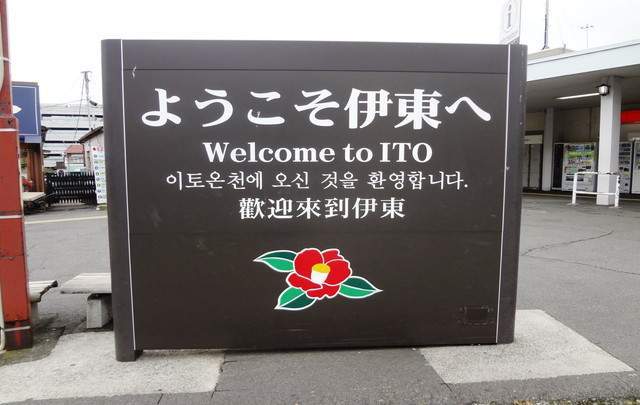 ようこそ伊東へ
Welcome to ITO
이토온천에 오신 것을 환영합니다.
歡迎來到伊東
i